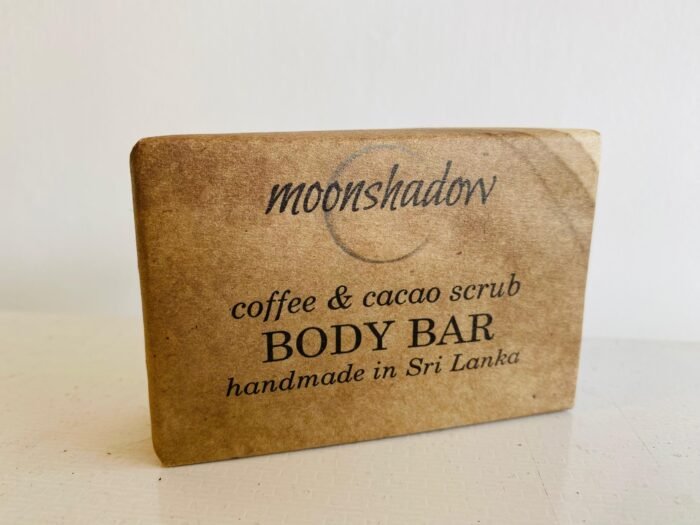 moonshadow
coffee & cacao scrub
BODY BAR
handmade in Sri Lanka